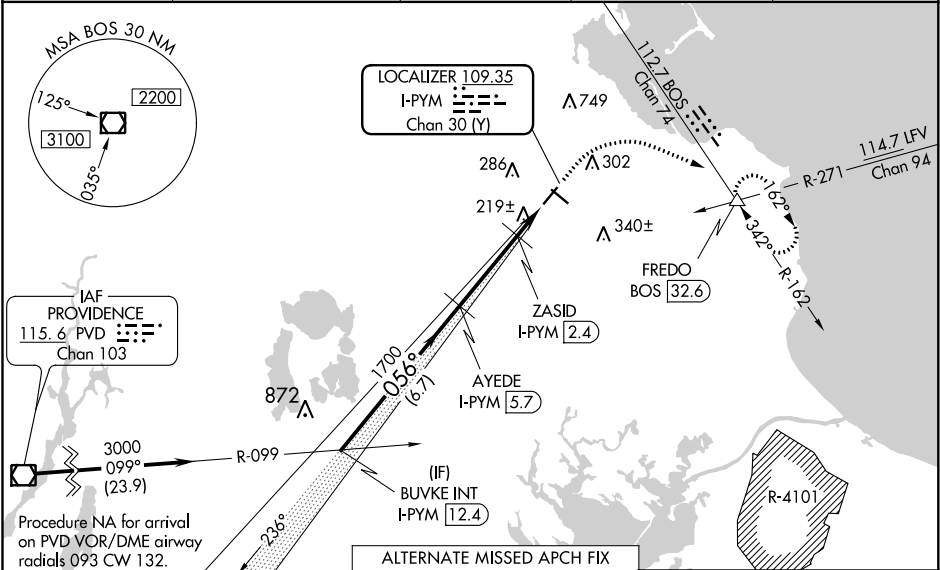 MSA BOS 30 NM
125°
2200
3100
035°
LOCALIZER 109.35
I-PYM
Chan 30 (Y)
749
112.7 BOS
Chan 74
114.7 LFV
Chan 94
R-271
286
302
219±
340±
162°
342°
R-162
FREDO
BOS 32.6
ZASID
I-PYM 2.4
AYEDE
I-PYM 5.7
1700
056°
(6.7)
872
IAF
PROVIDENCE
115.6 PVD
Chan 103
3000
099°
(23.9)
R-099
(IF)
BUVKE INT
I-PYM 12.4
236°
R-4101
Procedure NA for arrival
on PVD VOR/DME airway
radials 093 CW 132.
ALTERNATE MISSED APCH FIX